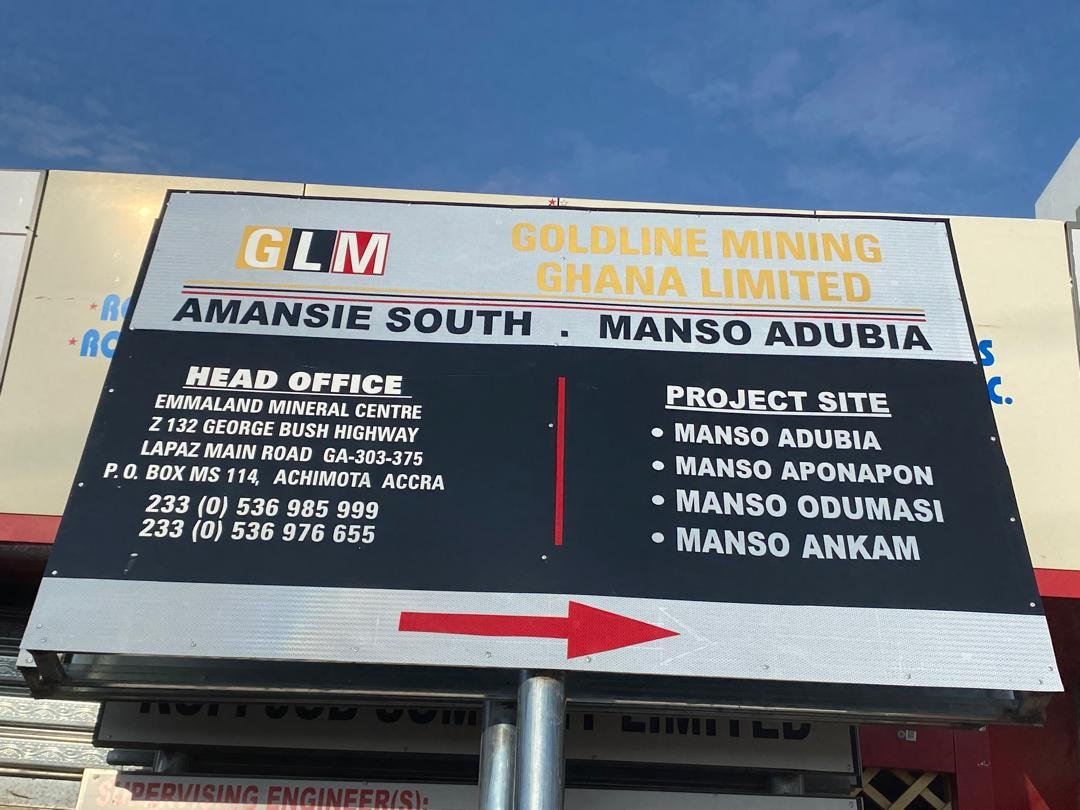 GLM
GOLDLINE MINING
GHANA LIMITED
AMANSIE SOUTH . MANSO ADUBIA
HEAD OFFICE
EMMALAND MINERAL CENTRE
Z 132 GEORGE BUSH HIGHWAY
LAPAZ MAIN ROAD GA-303-375
P. O. BOX MS 114, ACHIMOTA ACCRA
233 (0) 536 985 999
233 (0) 536 976 655
PROJECT SITE
• MANSO ADUBIA
• MANSO APONAPON
• MANSO ODUMASI
• MANSO ANKAM
LIMITED
SUPERVISING ENGINEER(S):